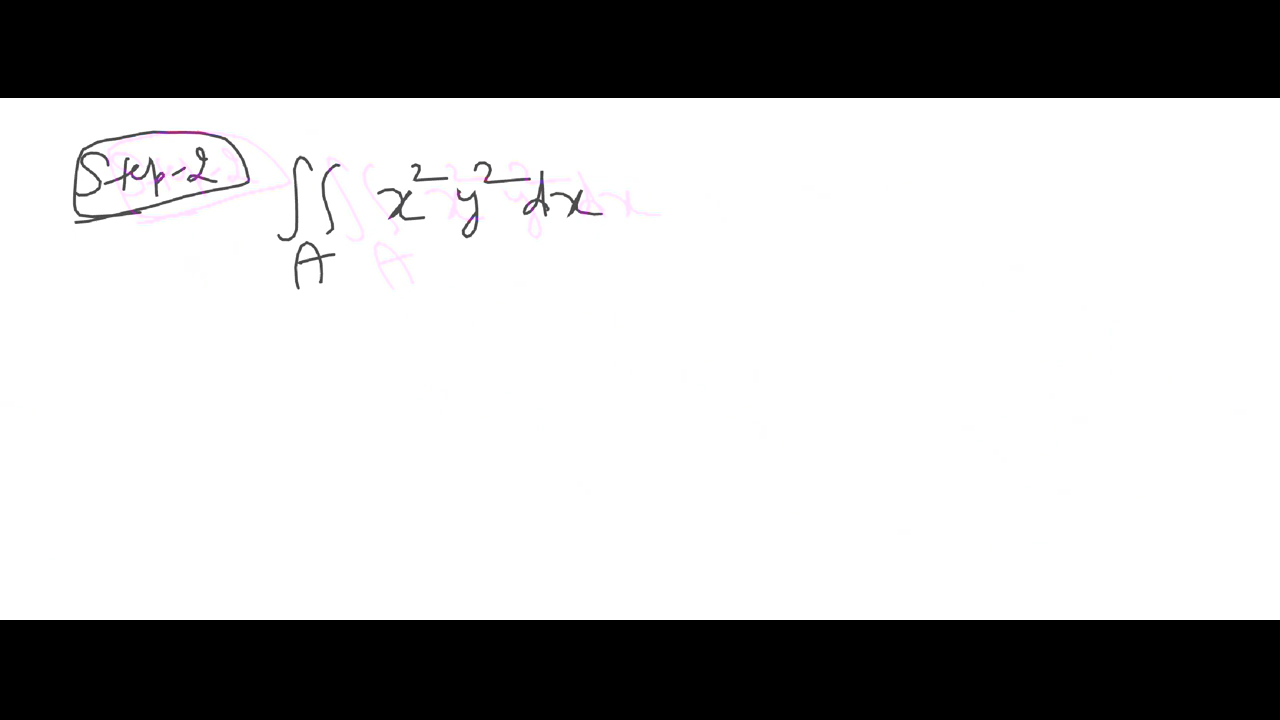 Step-2 ∬ x² y² dx
A